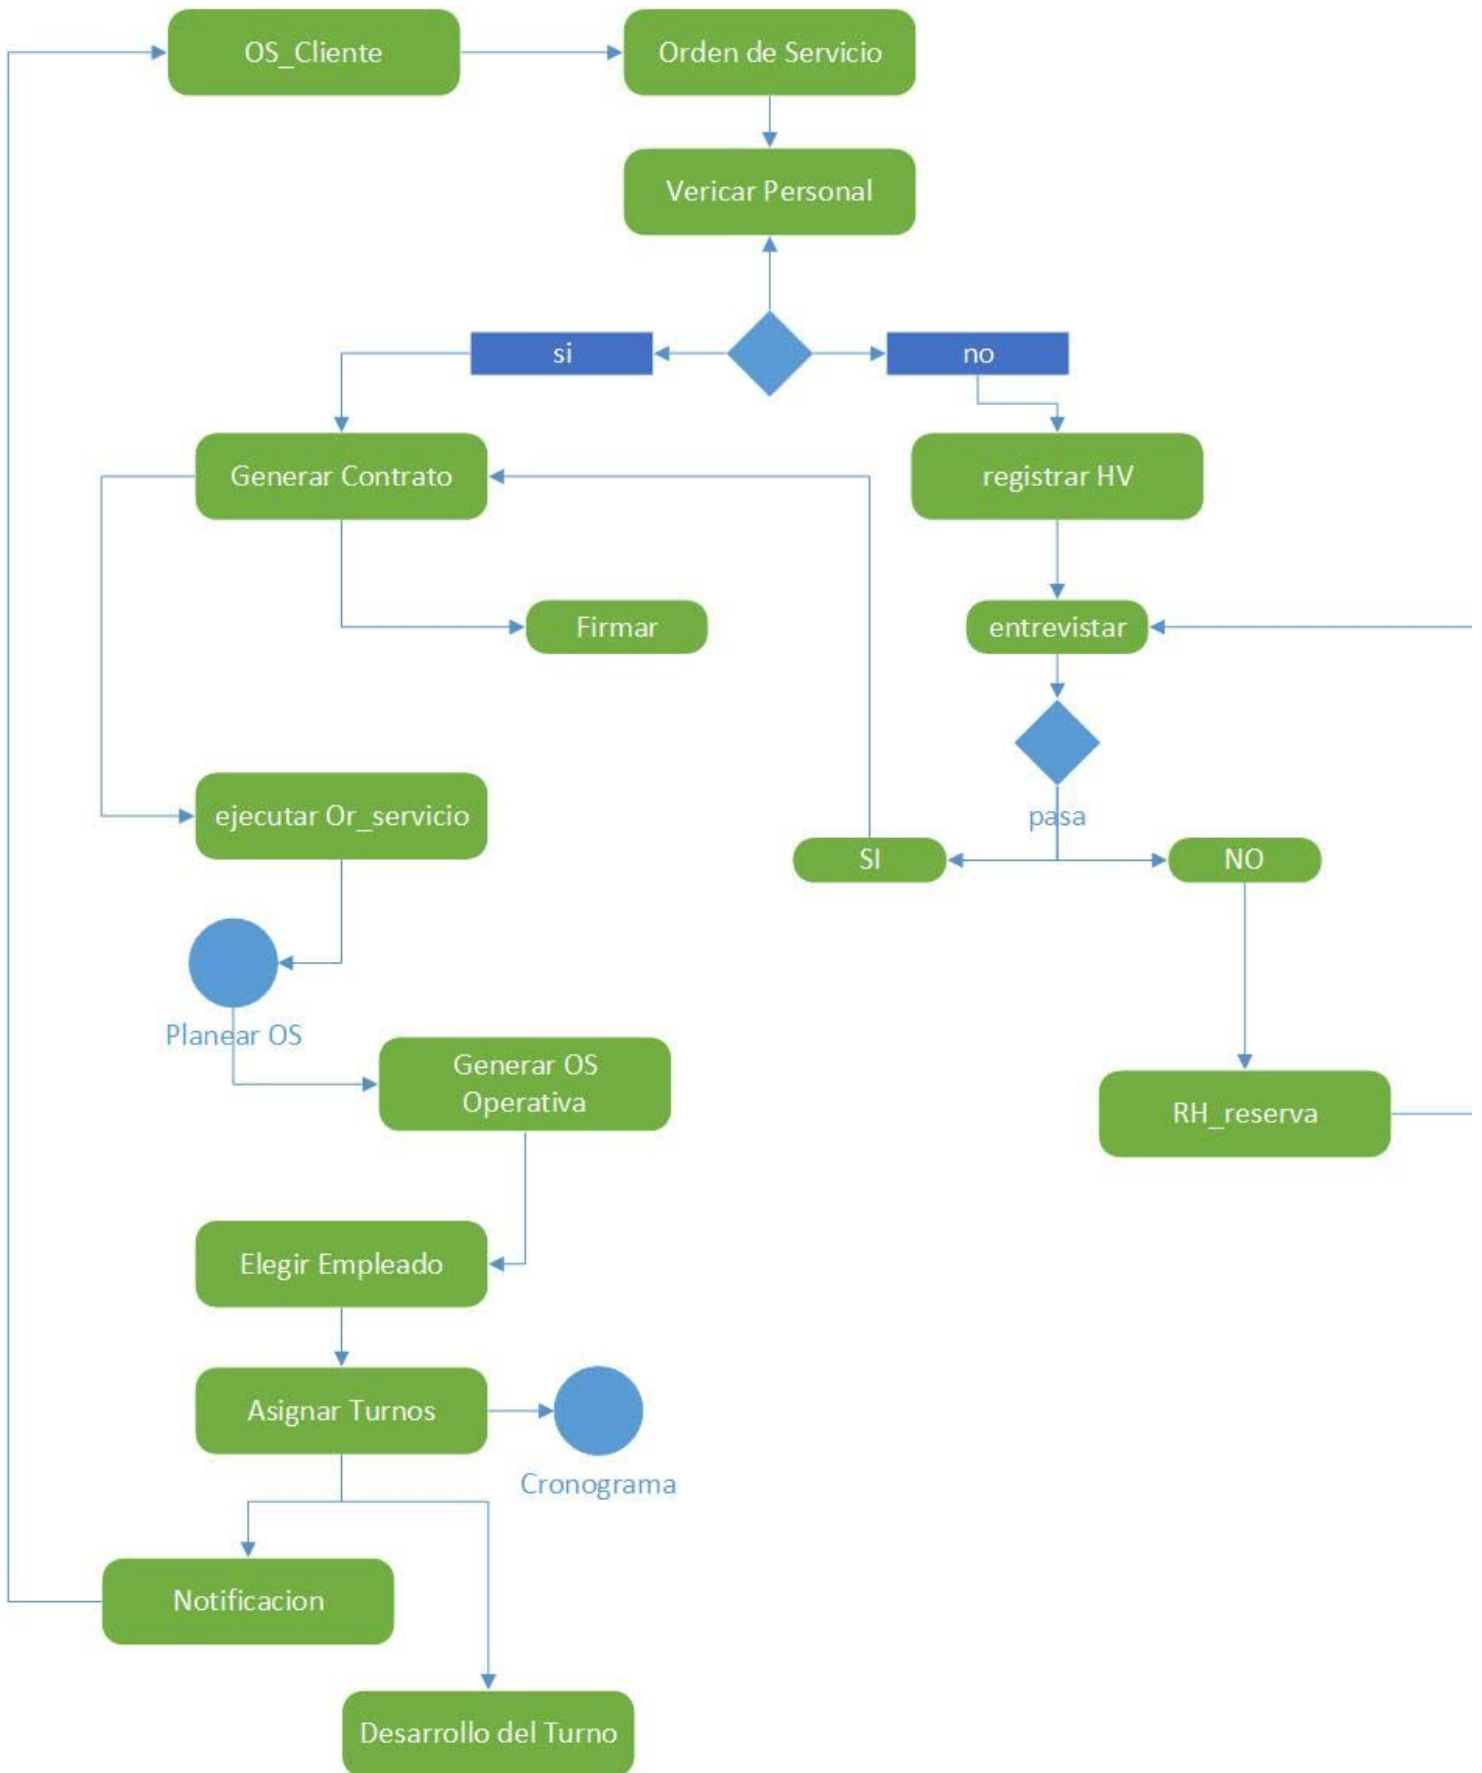 OS_Cliente
Orden de Servicio
Vericar Personal
si
no
Generar Contrato
registrar HV
Firmar
entrevistar
ejecutar Or_servicio
pasa
SI
NO
Planear OS
Generar OS
Operativa
RH_reserva
Elegir Empleado
Asignar Turnos
Cronograma
Notificacion
Desarrollo del Turno